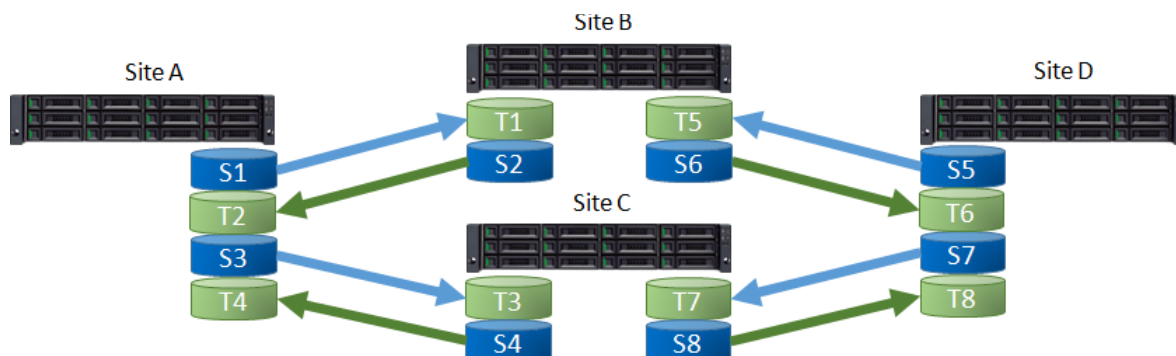 Site B
Site A
Site D
T1
T5
S1
S2
S6
S5
T2
Site C
T6
S3
S7
T4
T3
T7
T8
S4
S8